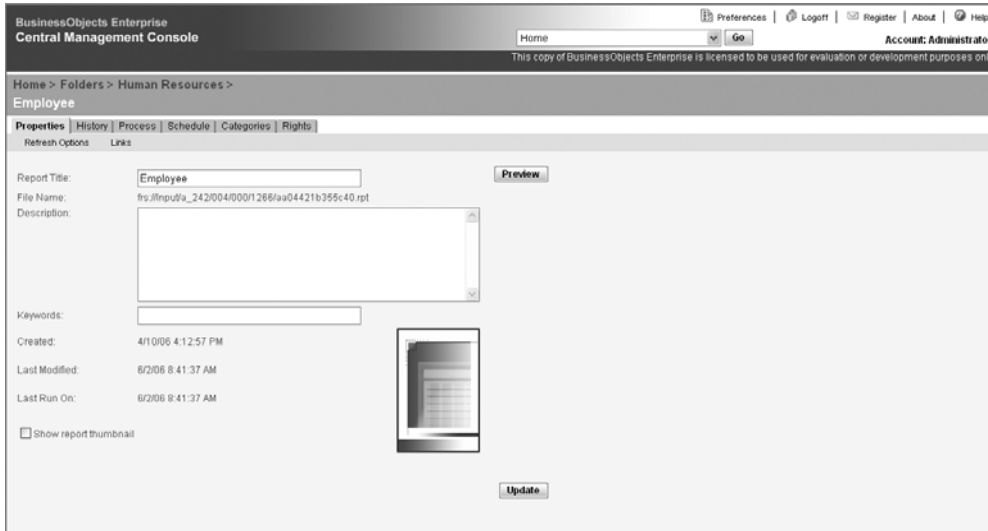 BusinessObjects Enterprise
Central Management Console
Preferences | Logoff | Register | About | Help
Home Go
Account: Administrato
This copy of BusinessObjects Enterprise is licensed to be used for evaluation or development purposes onl
Home > Folders > Human Resources >
Employee
Properties | History | Process | Schedule | Categories | Rights |
Refresh Options Links
Report Title: Employee Preview
File Name: frs://Input/a_242/004/000/1266/aa04421b355c40.rpt
Description:
Keywords:
Created: 4/10/06 4:12:57 PM
Last Modified: 6/2/06 8:41:37 AM
Last Run On: 6/2/06 8:41:37 AM
Show report thumbnail
Update